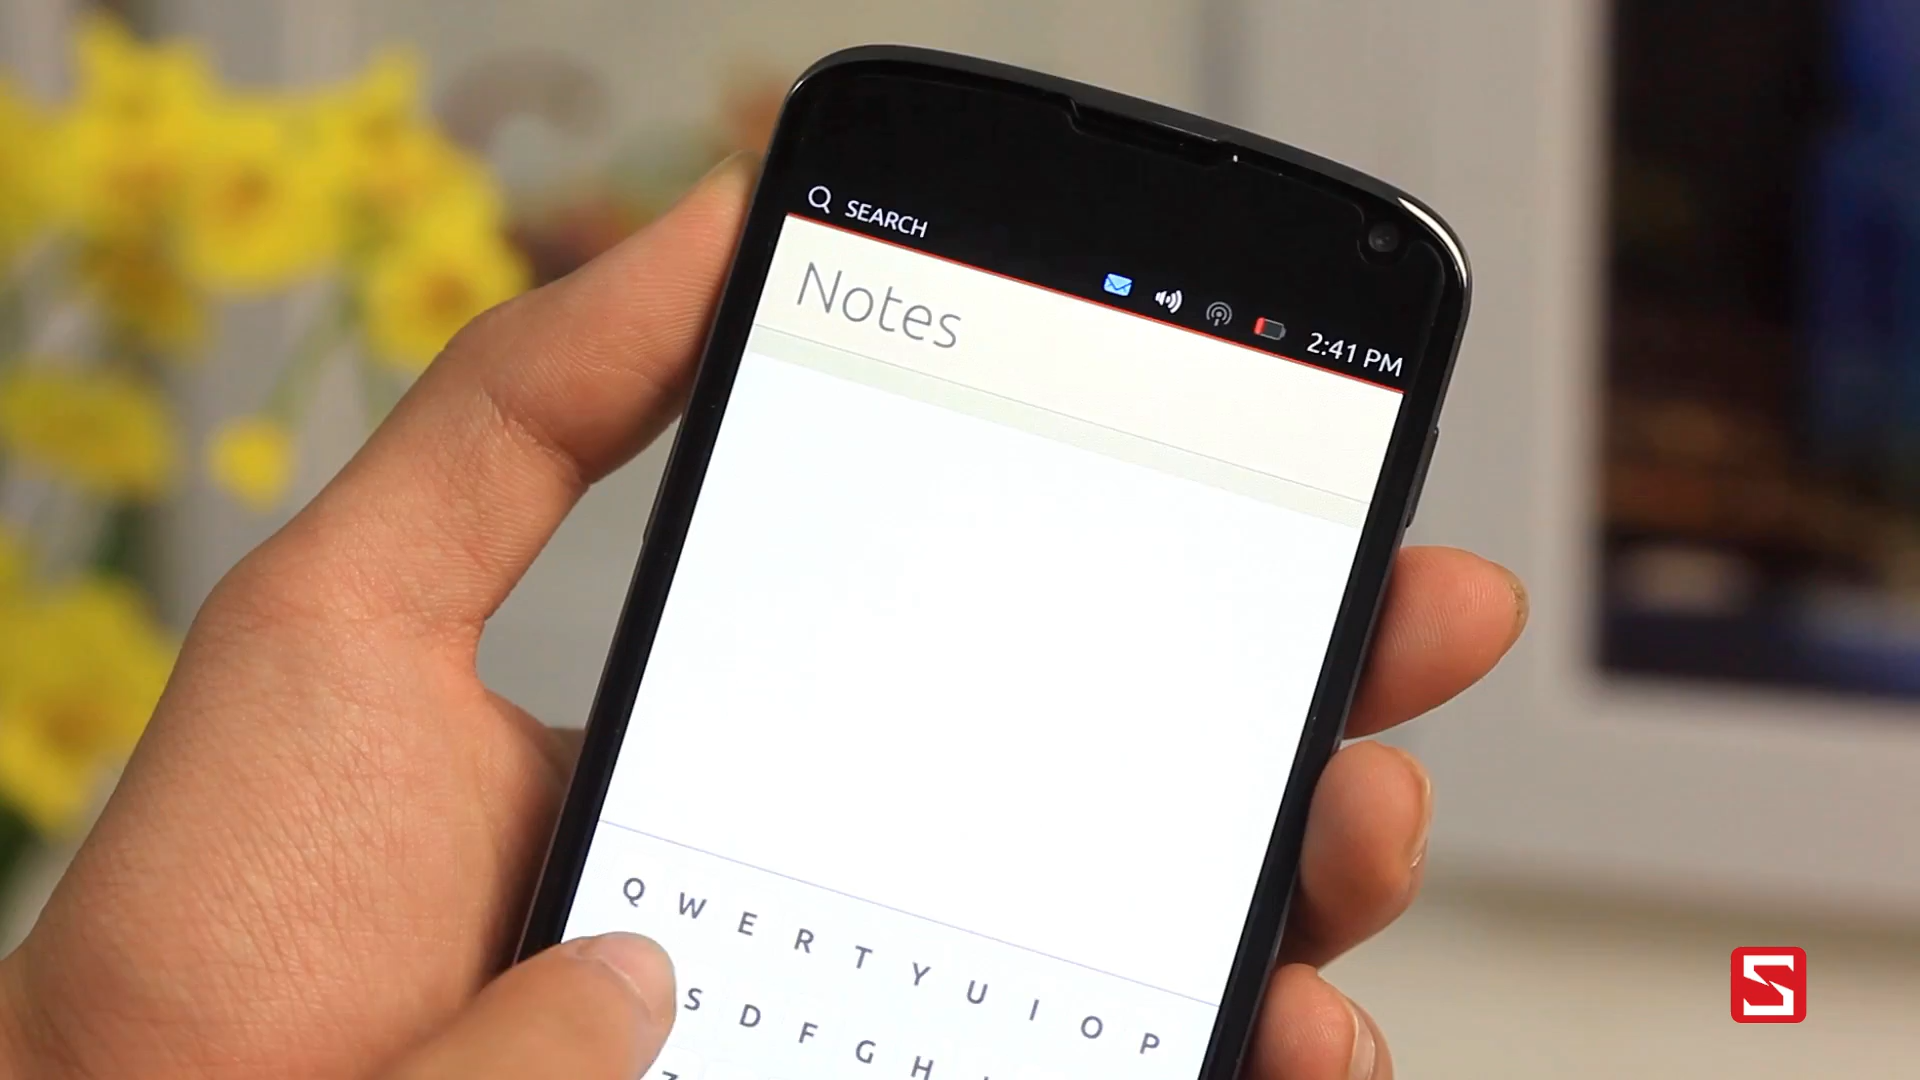 SEARCH
2:41 PM
Notes
Q W E R T Y U I O P
S D F G H
Z
S